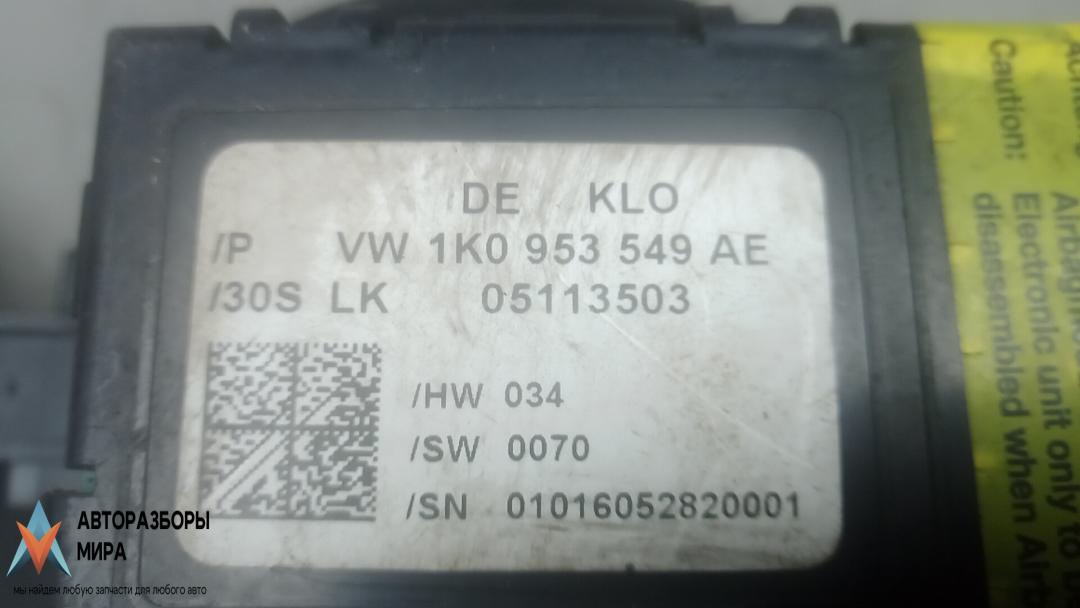 DE KLO
/P VW 1K0 953 549 AE
/30S LK 05113503
/HW 034
/SW 0070
/SN 01016052820001
Caution:
Electronic unit only to
disassembled when
АВТОРАЗБОРЫ
МИРА
мы найдем любую запчасти для любого авто